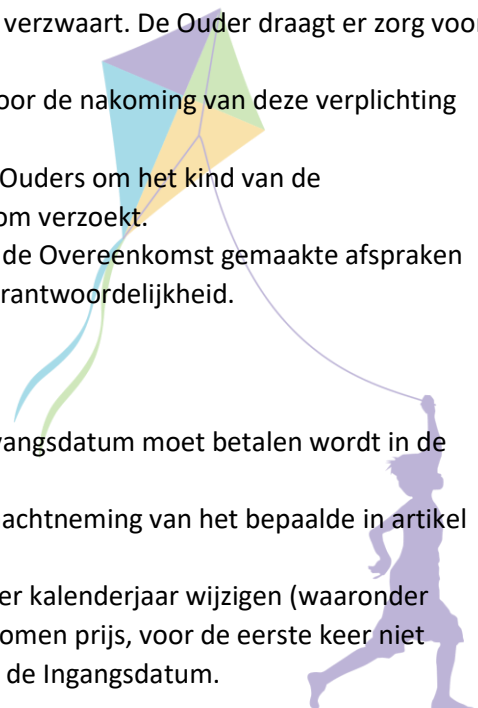 verzwaart. De Ouder draagt er zorg voor
oor de nakoming van deze verplichting
Ouders om het kind van de
om verzoekt.
de Overeenkomst gemaakte afspraken
erantwoordelijkheid.
vangsdatum moet betalen wordt in de
achtneming van het bepaalde in artikel
er kalenderjaar wijzigen (waaronder
omen prijs, voor de eerste keer niet
de Ingangsdatum.